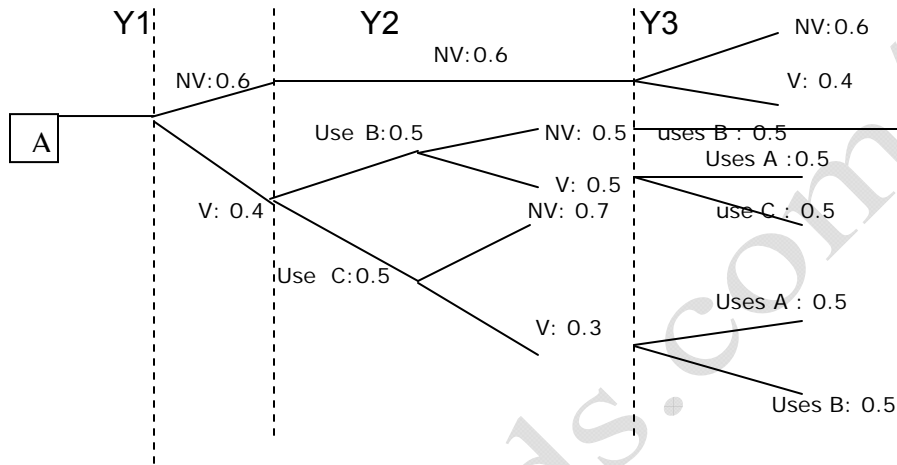 Y1 Y2 Y3
NV:0.6
NV:0.6
NV:0.6
V: 0.4
A
Use B:0.5
NV: 0.5
uses B : 0.5
Uses A :0.5
V: 0.5
V: 0.4
NV: 0.7
use C : 0.5
Use C:0.5
V: 0.3
Uses A : 0.5
Uses B: 0.5
ds.com